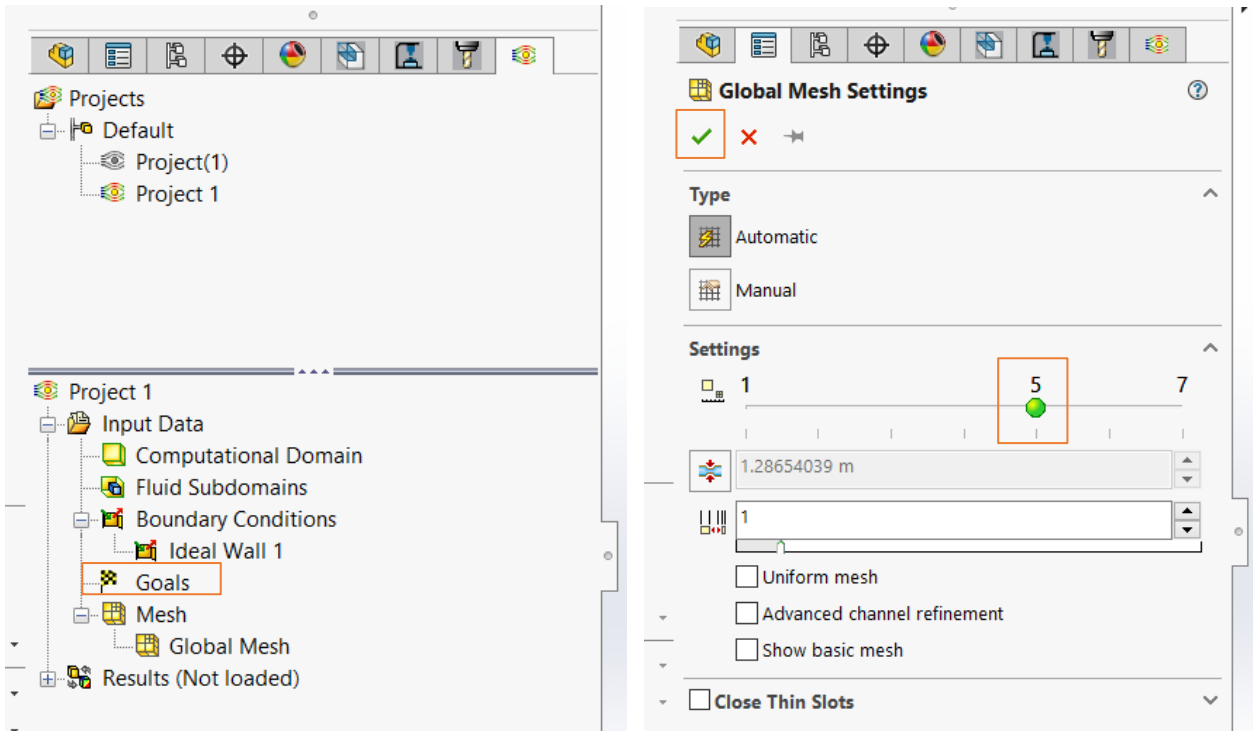 Projects
Default
Project(1)
Project 1
Project 1
Input Data
Computational Domain
Fluid Subdomains
Boundary Conditions
Ideal Wall 1
Goals
Mesh
Global Mesh
Results (Not loaded)
Global Mesh Settings
Type
Automatic
Manual
Settings
1 5 7
1.28654039 m
1
Uniform mesh
Advanced channel refinement
Show basic mesh
Close Thin Slots